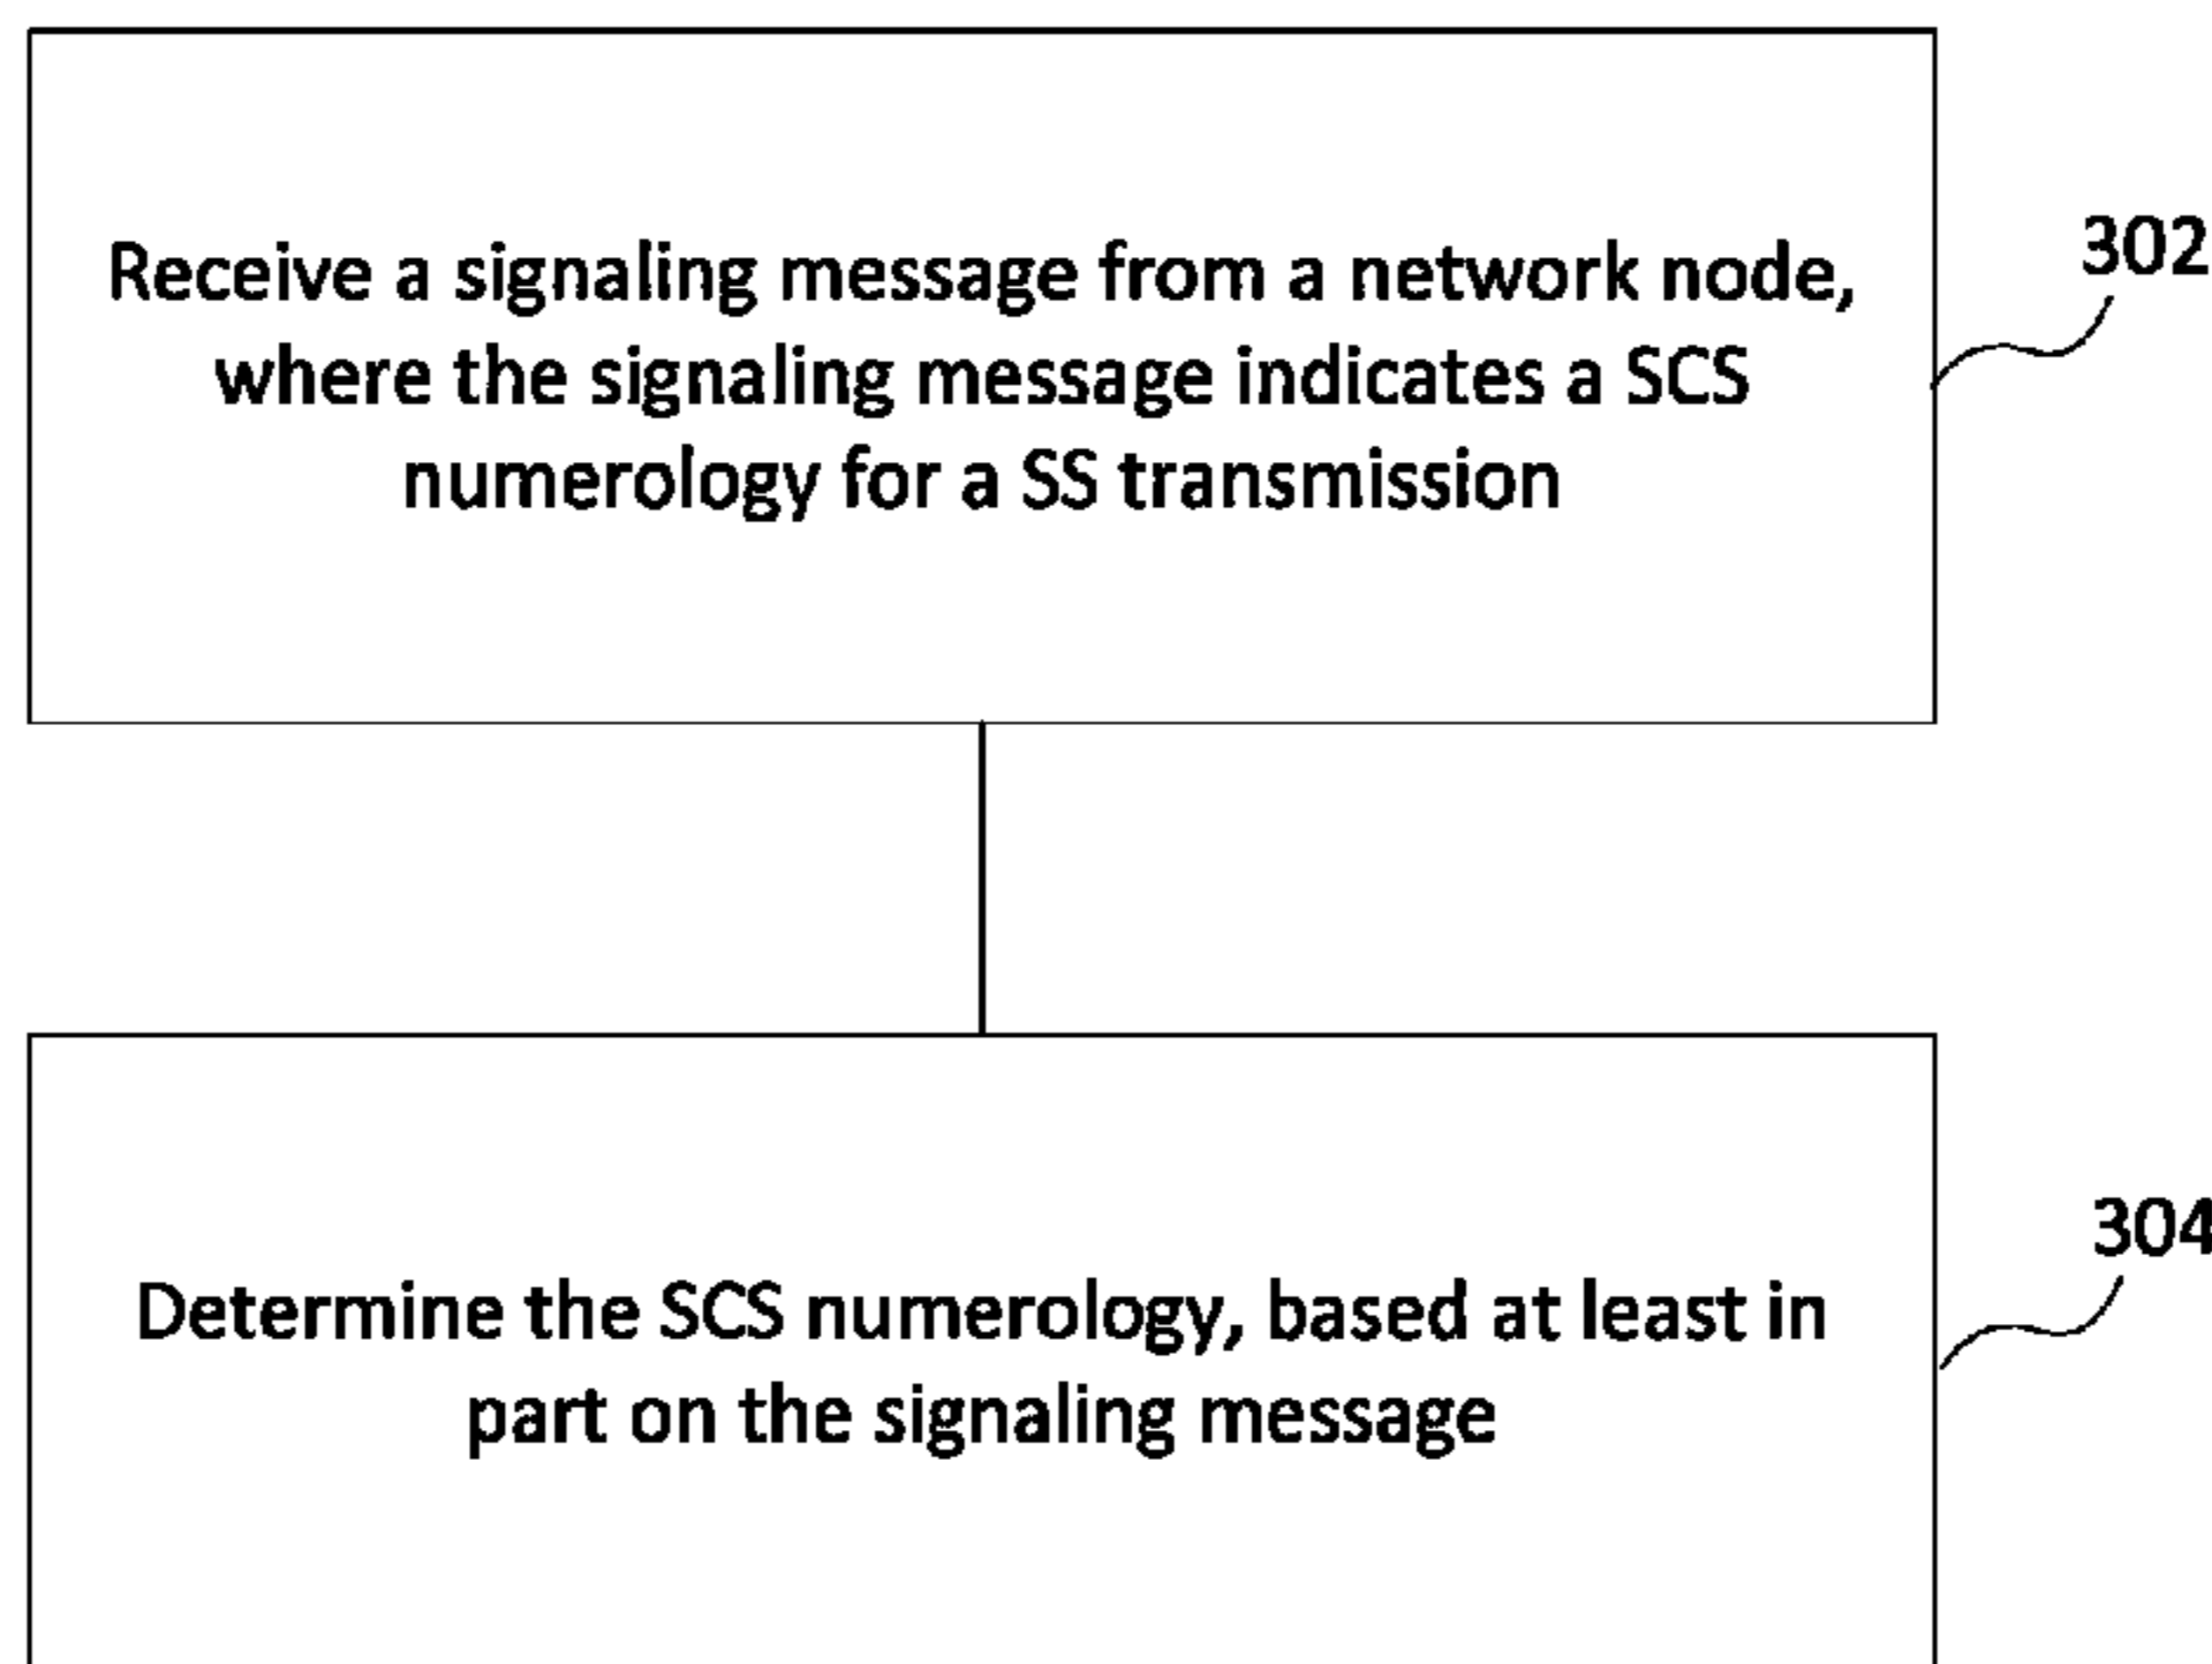 Receive a signaling message from a network node,
where the signaling message indicates a SCS
numerology for a SS transmission
302
Determine the SCS numerology, based at least in
part on the signaling message
304